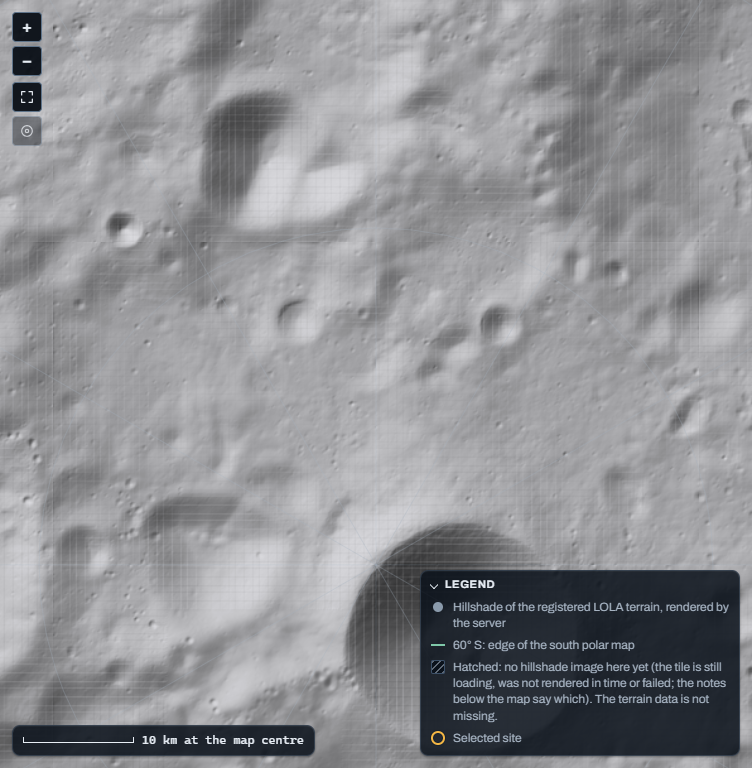 +
−
LEGEND
Hillshade of the registered LOLA terrain, rendered by
the server
60° S: edge of the south polar map
Hatched: no hillshade image here yet (the tile is still
loading, was not rendered in time or failed; the notes
below the map say which). The terrain data is not
missing.
Selected site
10 km at the map centre